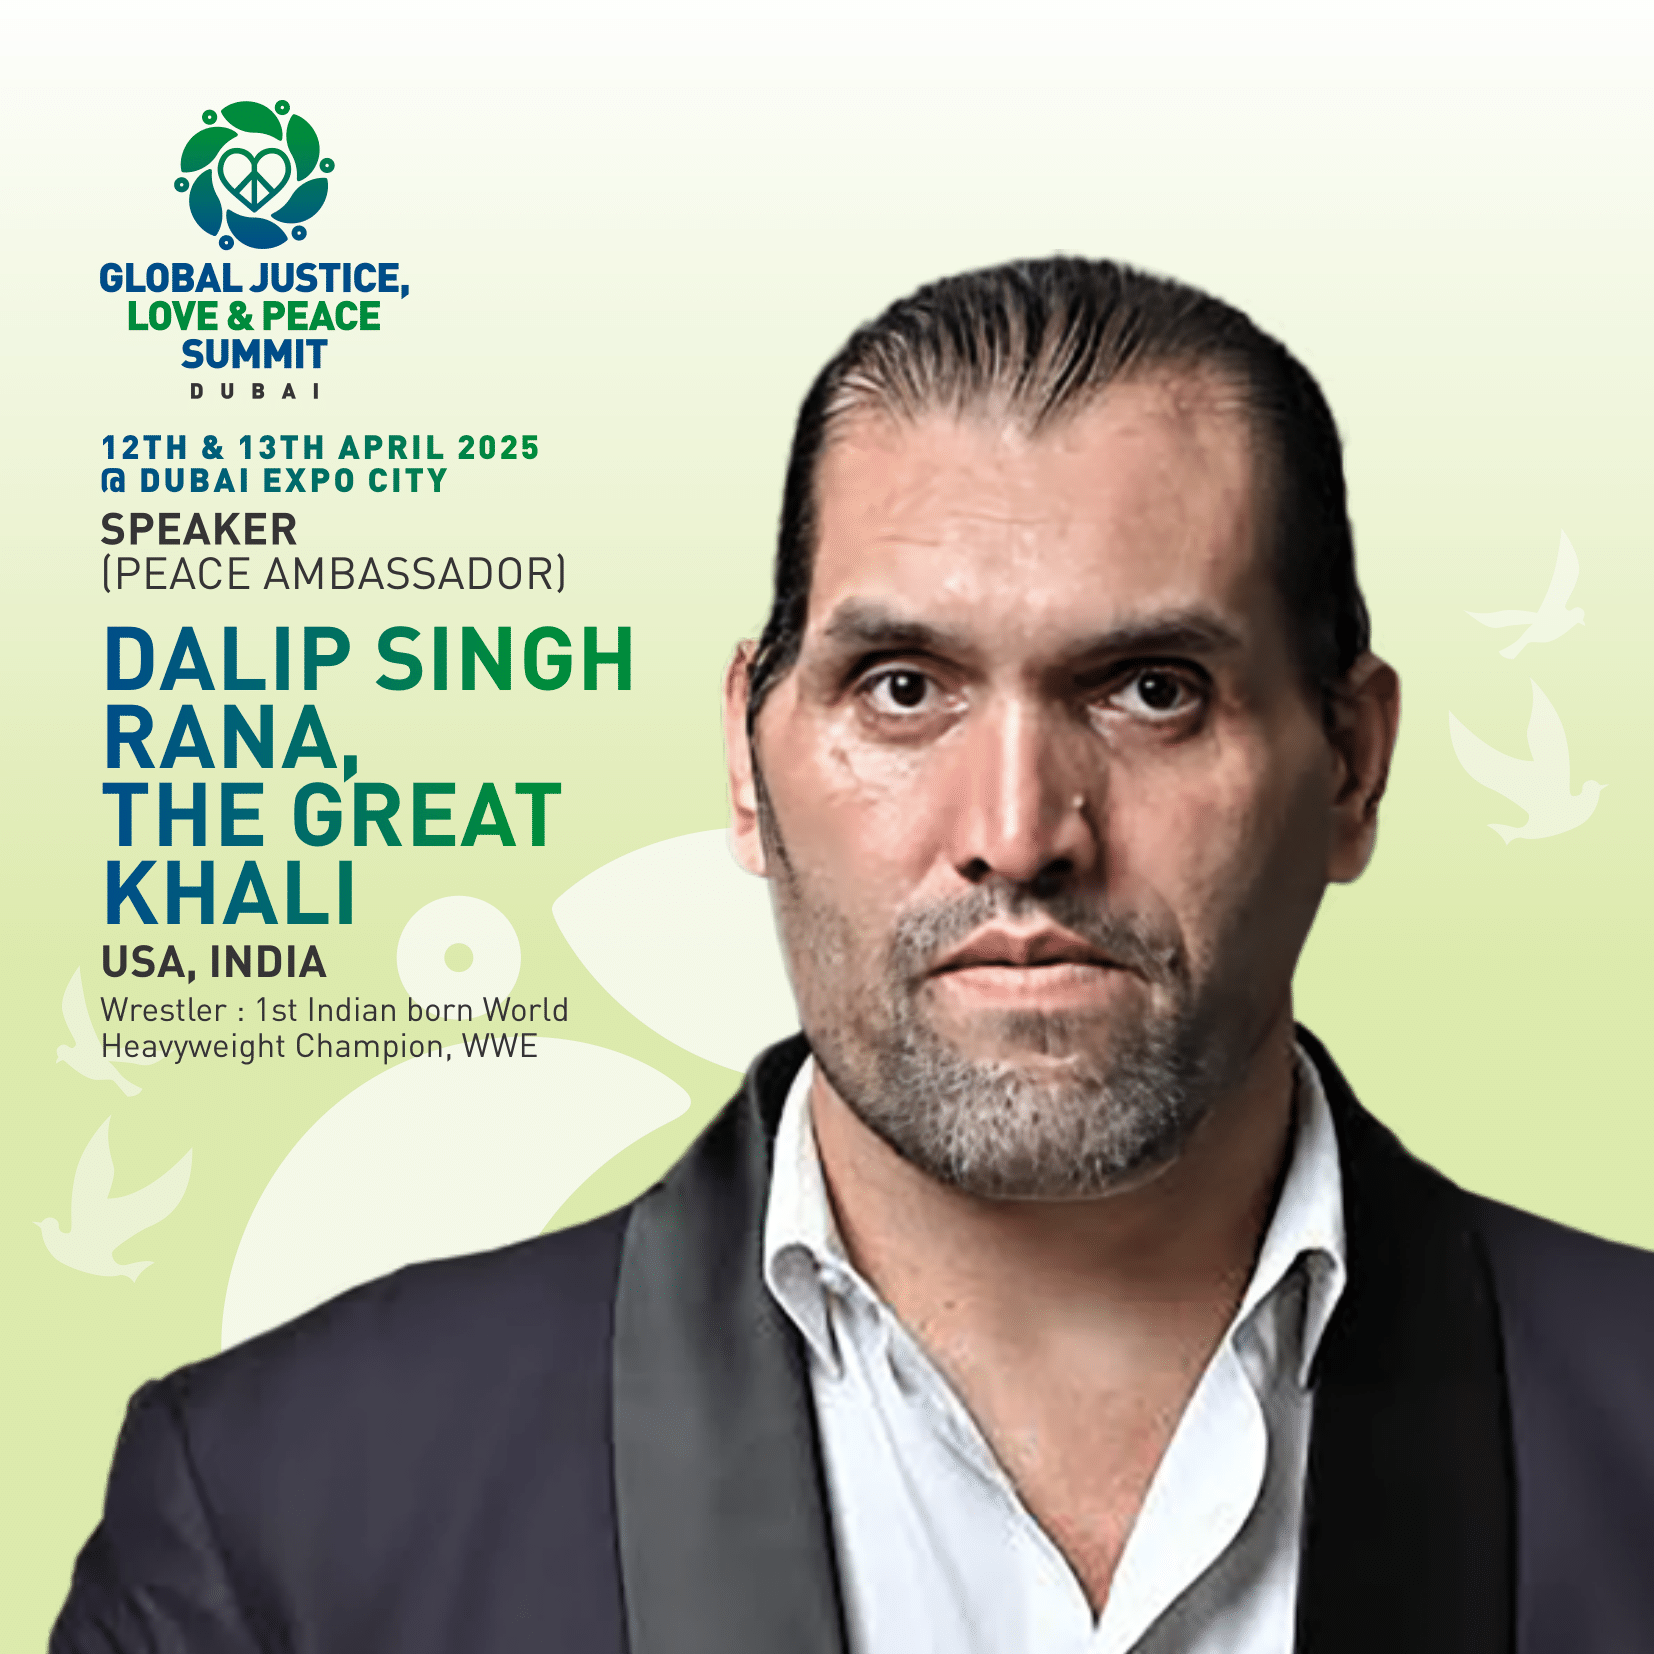 GLOBAL JUSTICE,
LOVE & PEACE
SUMMIT
DUBAI
12TH & 13TH APRIL 2025
@ DUBAI EXPO CITY
SPEAKER
(PEACE AMBASSADOR)
DALIP SINGH
RANA,
THE GREAT
KHALI
USA, INDIA
Wrestler : 1st Indian born World
Heavyweight Champion, WWE